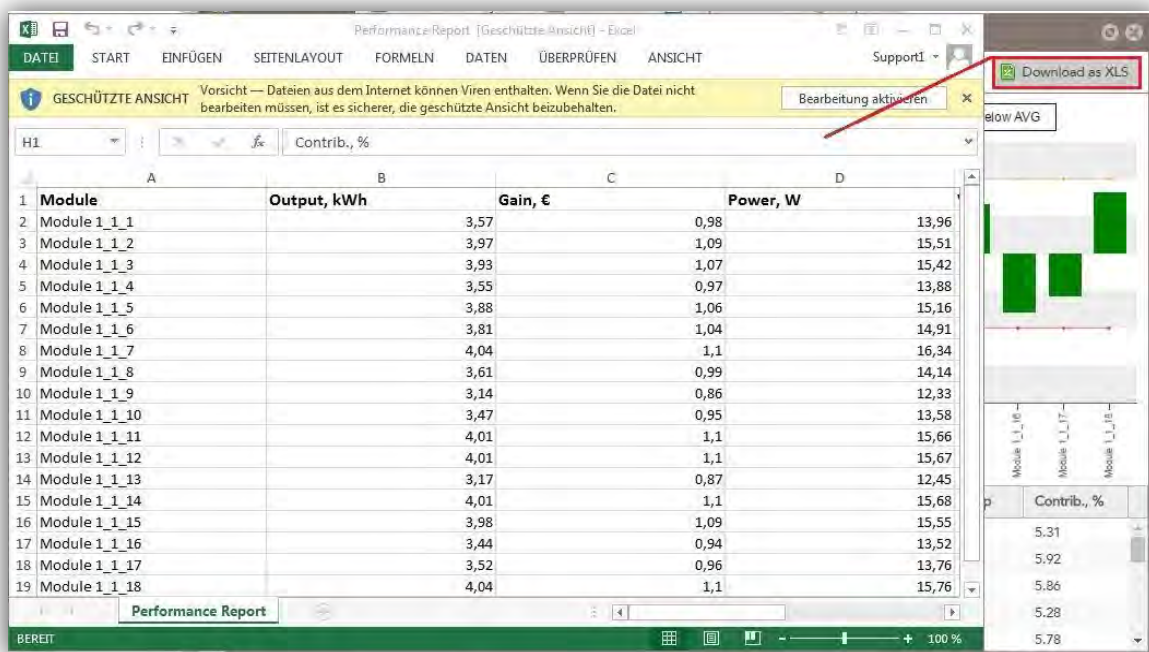 Performance Report [Geschützte Ansicht] - Excel
DATEI START EINFÜGEN SEITENLAYOUT FORMELN DATEN ÜBERPRÜFEN ANSICHT Support1
Download as XLS
GESCHÜTZTE ANSICHT Vorsicht — Dateien aus dem Internet können Viren enthalten. Wenn Sie die Datei nicht
bearbeiten müssen, ist es sicherer, die geschützte Ansicht beizubehalten.
Bearbeitung aktivieren
AVG
H1 fx Contrib., %
A B C D
1 Module Output, kWh Gain, € Power, W
2 Module 1_1_1 3,57 0,98 13,96
3 Module 1_1_2 3,97 1,09 15,51
4 Module 1_1_3 3,93 1,07 15,42
5 Module 1_1_4 3,55 0,97 13,88
6 Module 1_1_5 3,88 1,06 15,16
7 Module 1_1_6 3,81 1,04 14,91
8 Module 1_1_7 4,04 1,1 16,34
9 Module 1_1_8 3,61 0,99 14,14
10 Module 1_1_9 3,14 0,86 12,33
11 Module 1_1_10 3,47 0,95 13,58
12 Module 1_1_11 4,01 1,1 15,66
13 Module 1_1_12 4,01 1,1 15,67
14 Module 1_1_13 3,17 0,87 12,45
15 Module 1_1_14 4,01 1,1 15,68
16 Module 1_1_15 3,98 1,09 15,55
17 Module 1_1_16 3,44 0,94 13,52
18 Module 1_1_17 3,52 0,96 13,76
19 Module 1_1_18 4,04 1,1 15,76
Performance Report
BEREIT 100 %
Module 1_1_16
Module 1_1_17
Module 1_1_18
Contrib., %
5.31
5.92
5.86
5.28
5.78